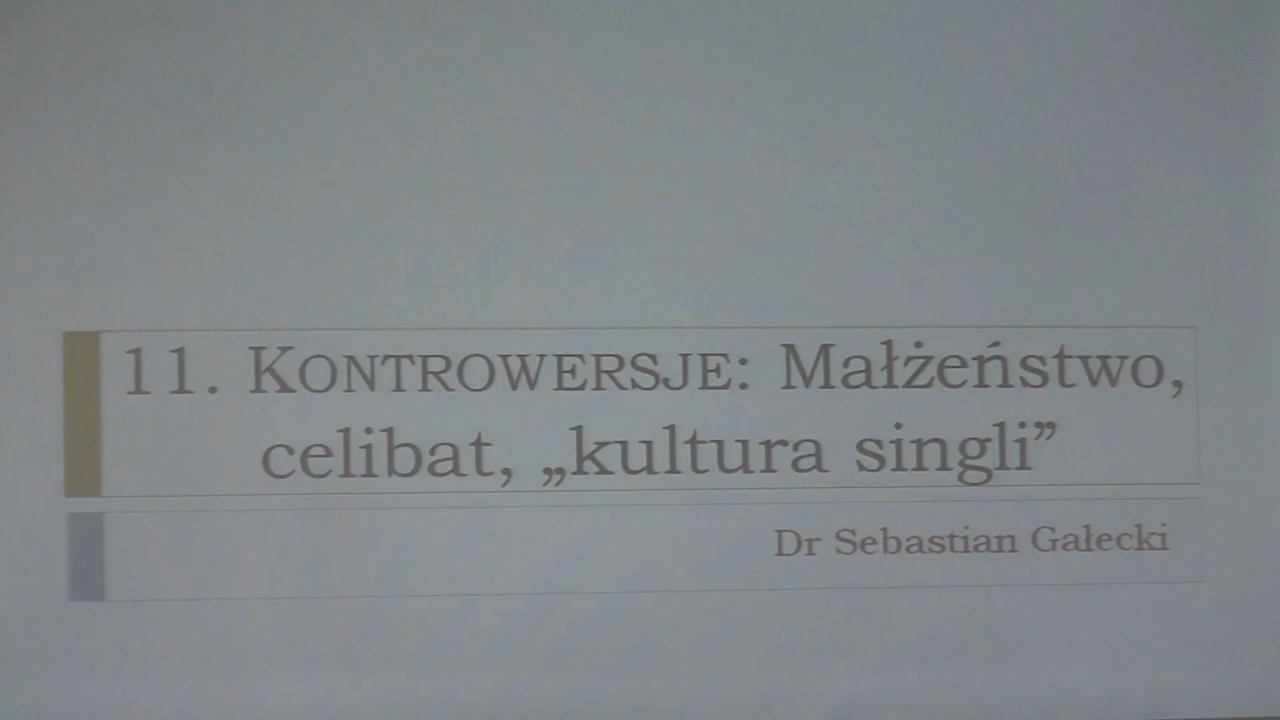 11. KONTROWERSJE: Małżeństwo,
celibat, „kultura singli”
Dr Sebastian Gałecki